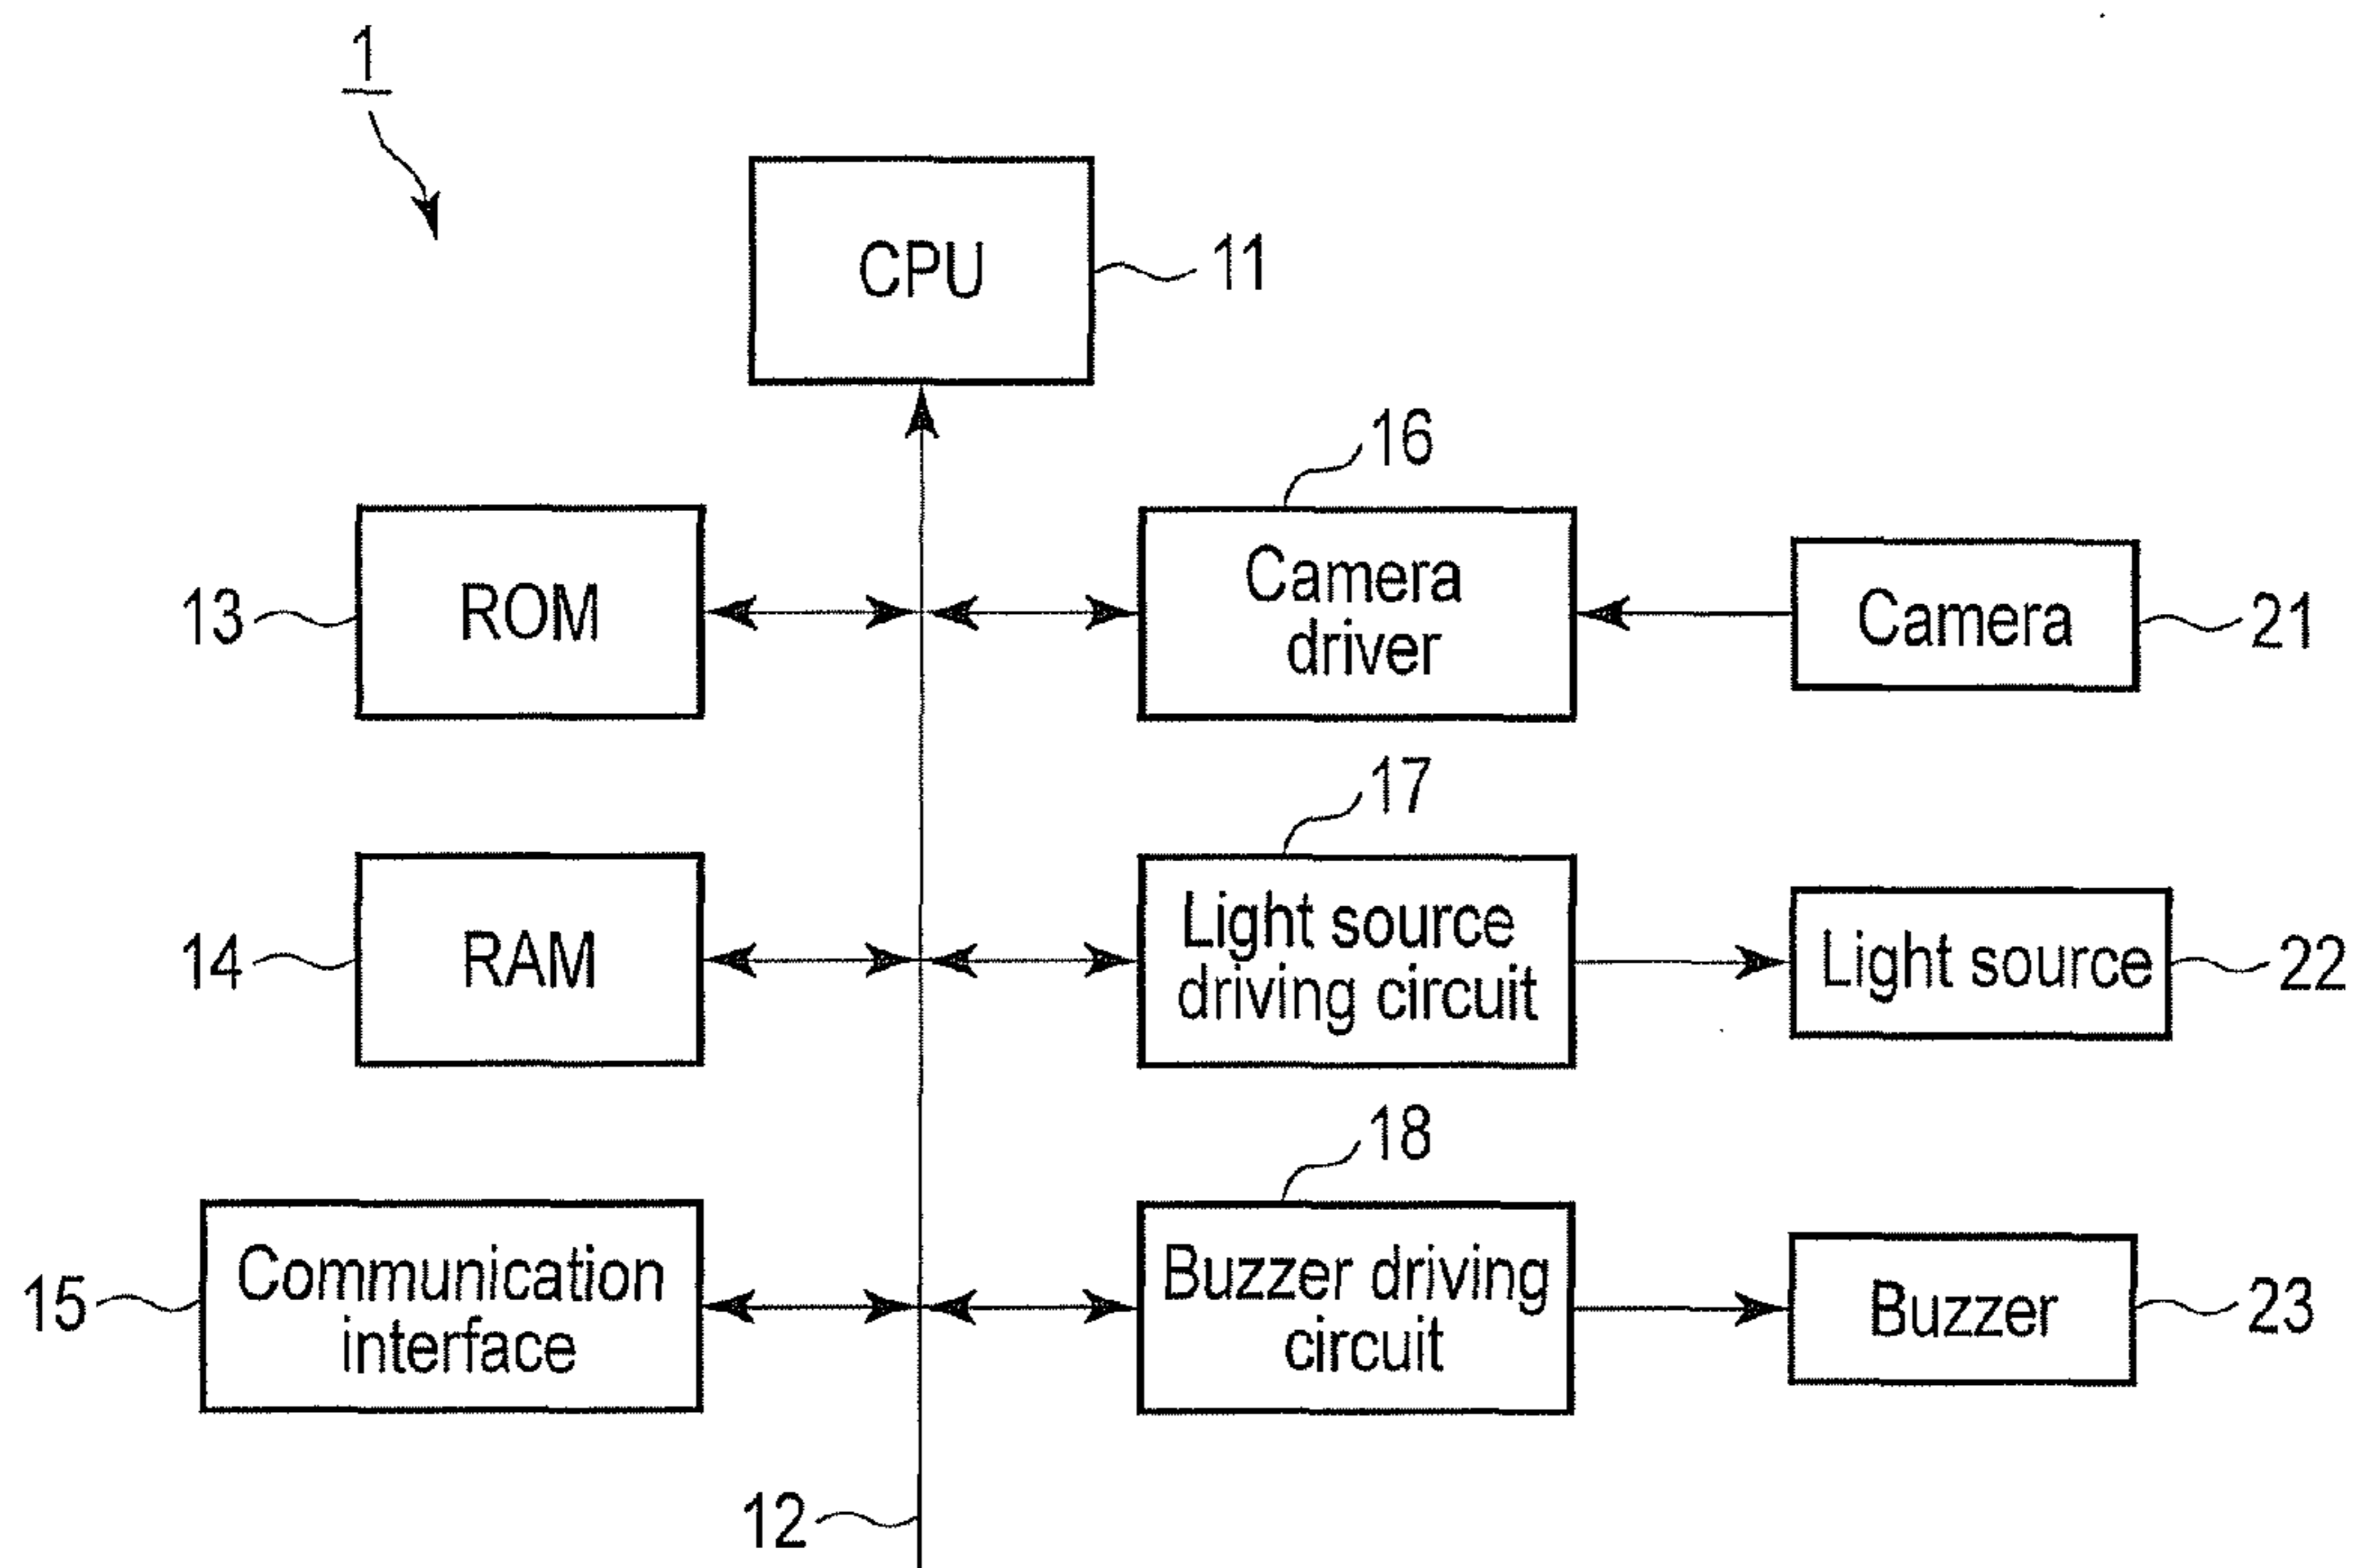 1
CPU
11
16
13
ROM
Camera
driver
Camera
21
17
14
RAM
Light source
driving circuit
Light source
22
18
15
Communication
interface
Buzzer driving
circuit
Buzzer
23
12